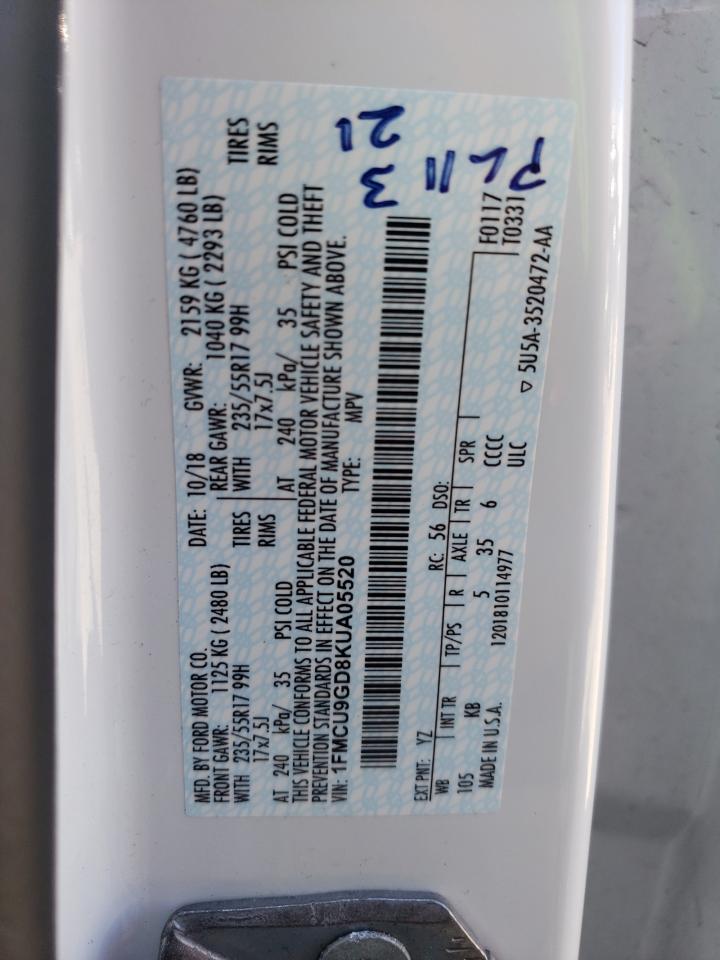 MFD. BY FORD MOTOR CO.
DATE: 10/18 GVWR: 2159 KG ( 4760 LB)
FRONT GAWR: 1125 KG ( 2480 LB) REAR GAWR: 1040 KG ( 2293 LB)
WITH 235/55R17 99H TIRES WITH 235/55R17 99H TIRES
17x7.5J RIMS 17x7.5J RIMS
AT 240 kPa/ 35 PSI COLD AT 240 kPa/ 35 PSI COLD
THIS VEHICLE CONFORMS TO ALL APPLICABLE FEDERAL MOTOR VEHICLE SAFETY AND THEFT
PREVENTION STANDARDS IN EFFECT ON THE DATE OF MANUFACTURE SHOWN ABOVE.
VIN: 1FMCU9GD8KUA05520 TYPE: MPV
21
3
11
PL
EXT PNT: YZ RC: 56 DSO: F0117
WB INT TR TP/PS R AXLE TR SPR T0331
105 KB 5 35 6 CCCC
MADE IN U.S.A. 1201810114977 ULC
▽ 5U5A-3520472-AA